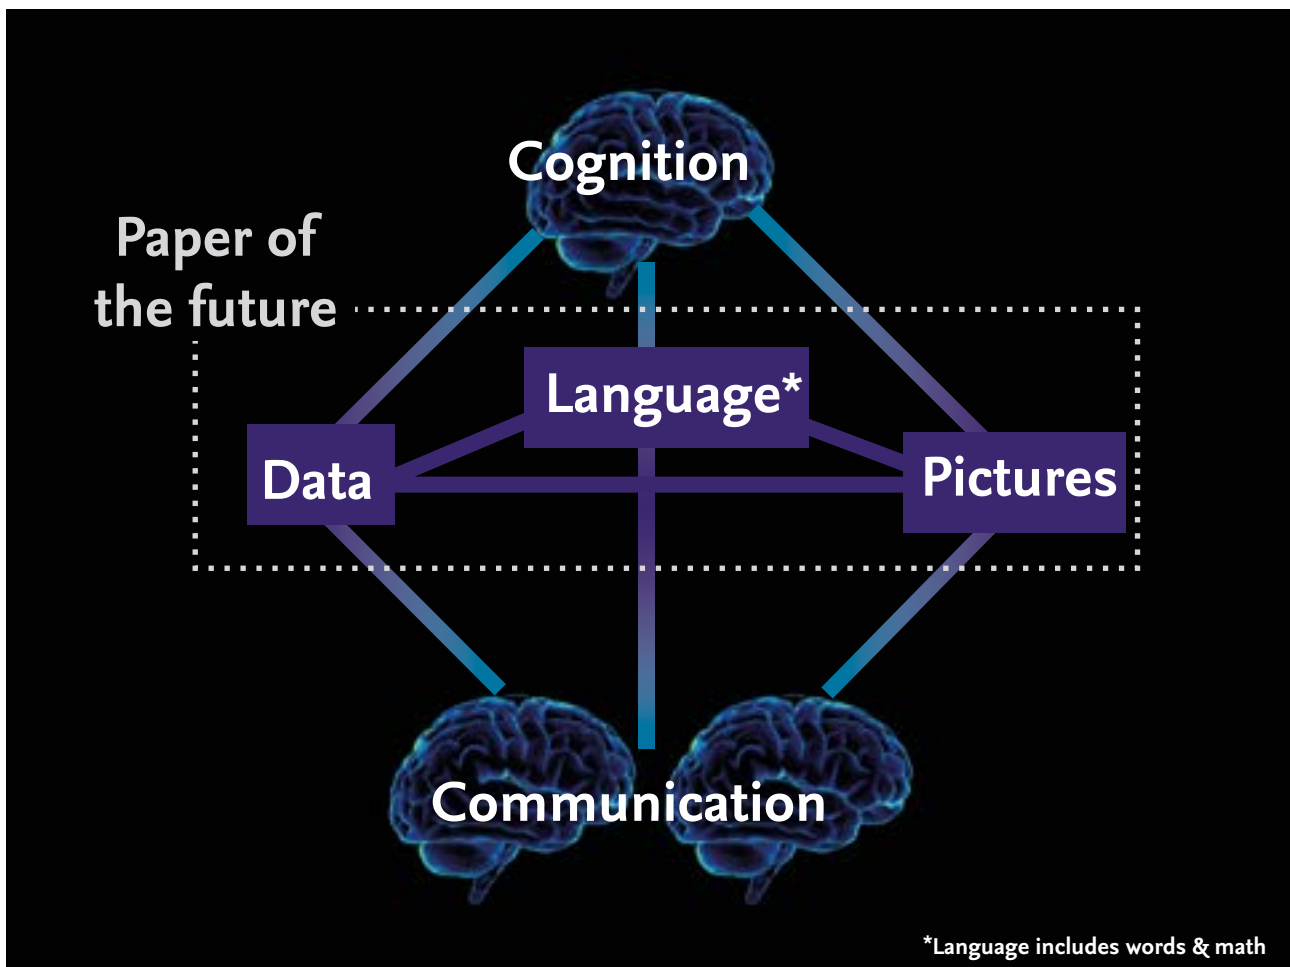 Cognition
Paper of
the future
Language*
Data
Pictures
Communication
*Language includes words & math